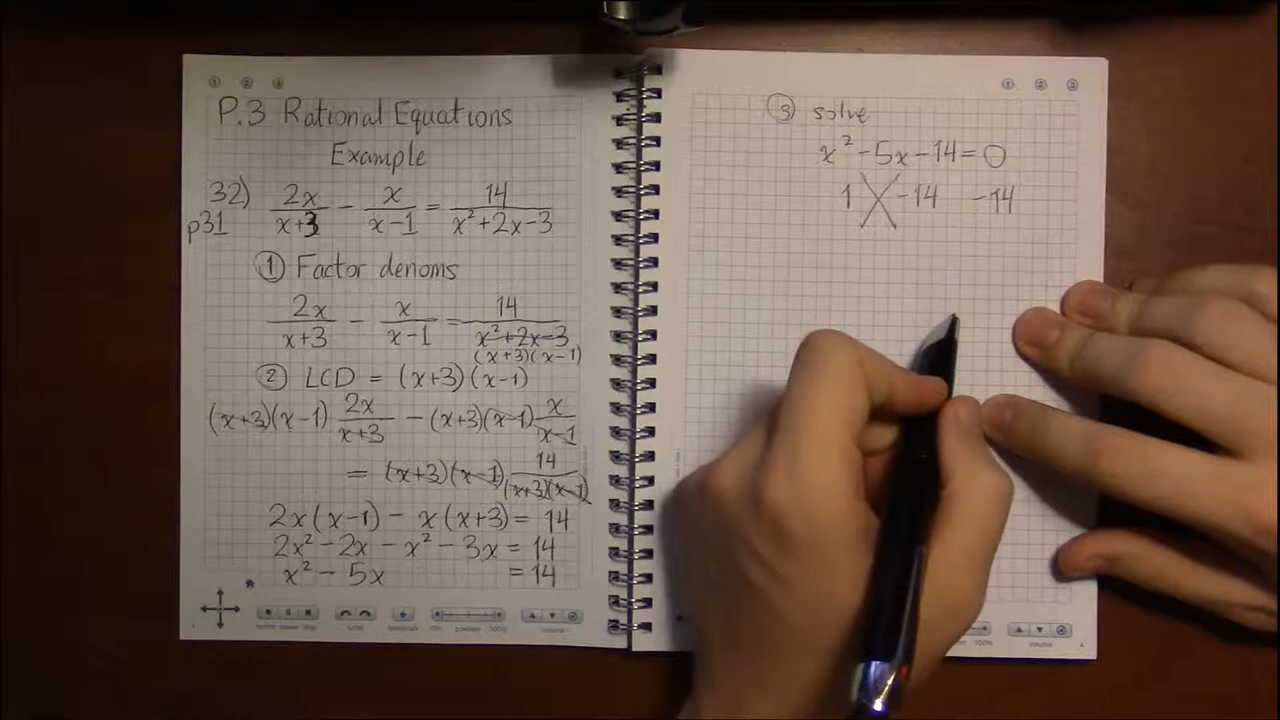 P.3 Rational Equations
Example
32) 2x/(x+3) - x/(x-1) = 14/(x²+2x-3)
p31
① Factor denoms
2x/(x+3) - x/(x-1) = 14/(x²+2x-3)
(x+3)(x-1)
② LCD = (x+3)(x-1)
(x+3)(x-1) 2x/(x+3) - (x+3)(x-1) x/(x-1)
= (x+3)(x-1) 14/((x+3)(x-1))
2x(x-1) - x(x+3) = 14
2x² - 2x - x² - 3x = 14
x² - 5x = 14
③ solve
x² - 5x - 14 = 0
1 -14 -14